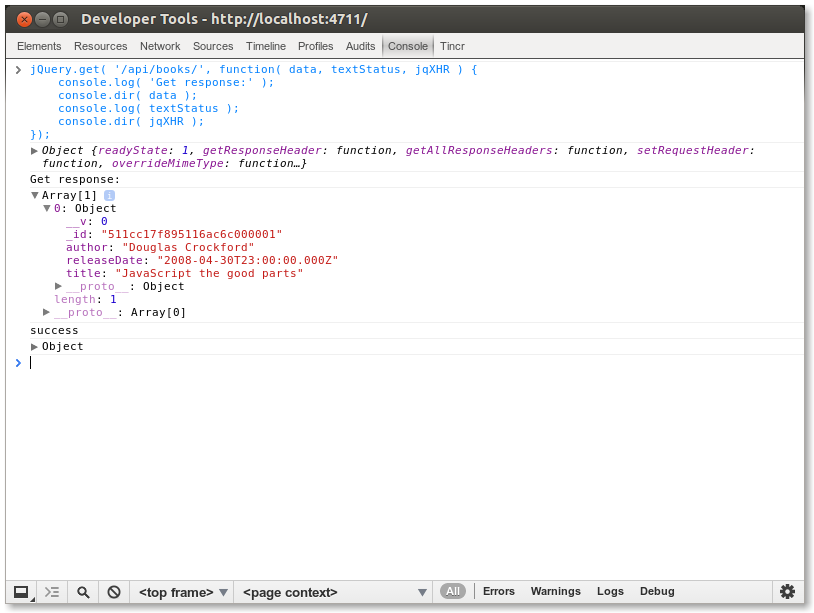 Developer Tools - http://localhost:4711/
Elements Resources Network Sources Timeline Profiles Audits Console Tincr
> jQuery.get( '/api/books/', function( data, textStatus, jqXHR ) {
console.log( 'Get response:' );
console.dir( data );
console.log( textStatus );
console.dir( jqXHR );
});
▶ Object {readyState: 1, getResponseHeader: function, getAllResponseHeaders: function, setRequestHeader:
function, overrideMimeType: function…}
Get response:
▼ Array[1] i
▼ 0: Object
__v: 0
_id: "511cc17f895116ac6c000001"
author: "Douglas Crockford"
releaseDate: "2008-04-30T23:00:00.000Z"
title: "JavaScript the good parts"
▶ __proto__: Object
length: 1
▶ __proto__: Array[0]
success
▶ Object
>
<top frame> ▼ <page context> ▼ All Errors Warnings Logs Debug